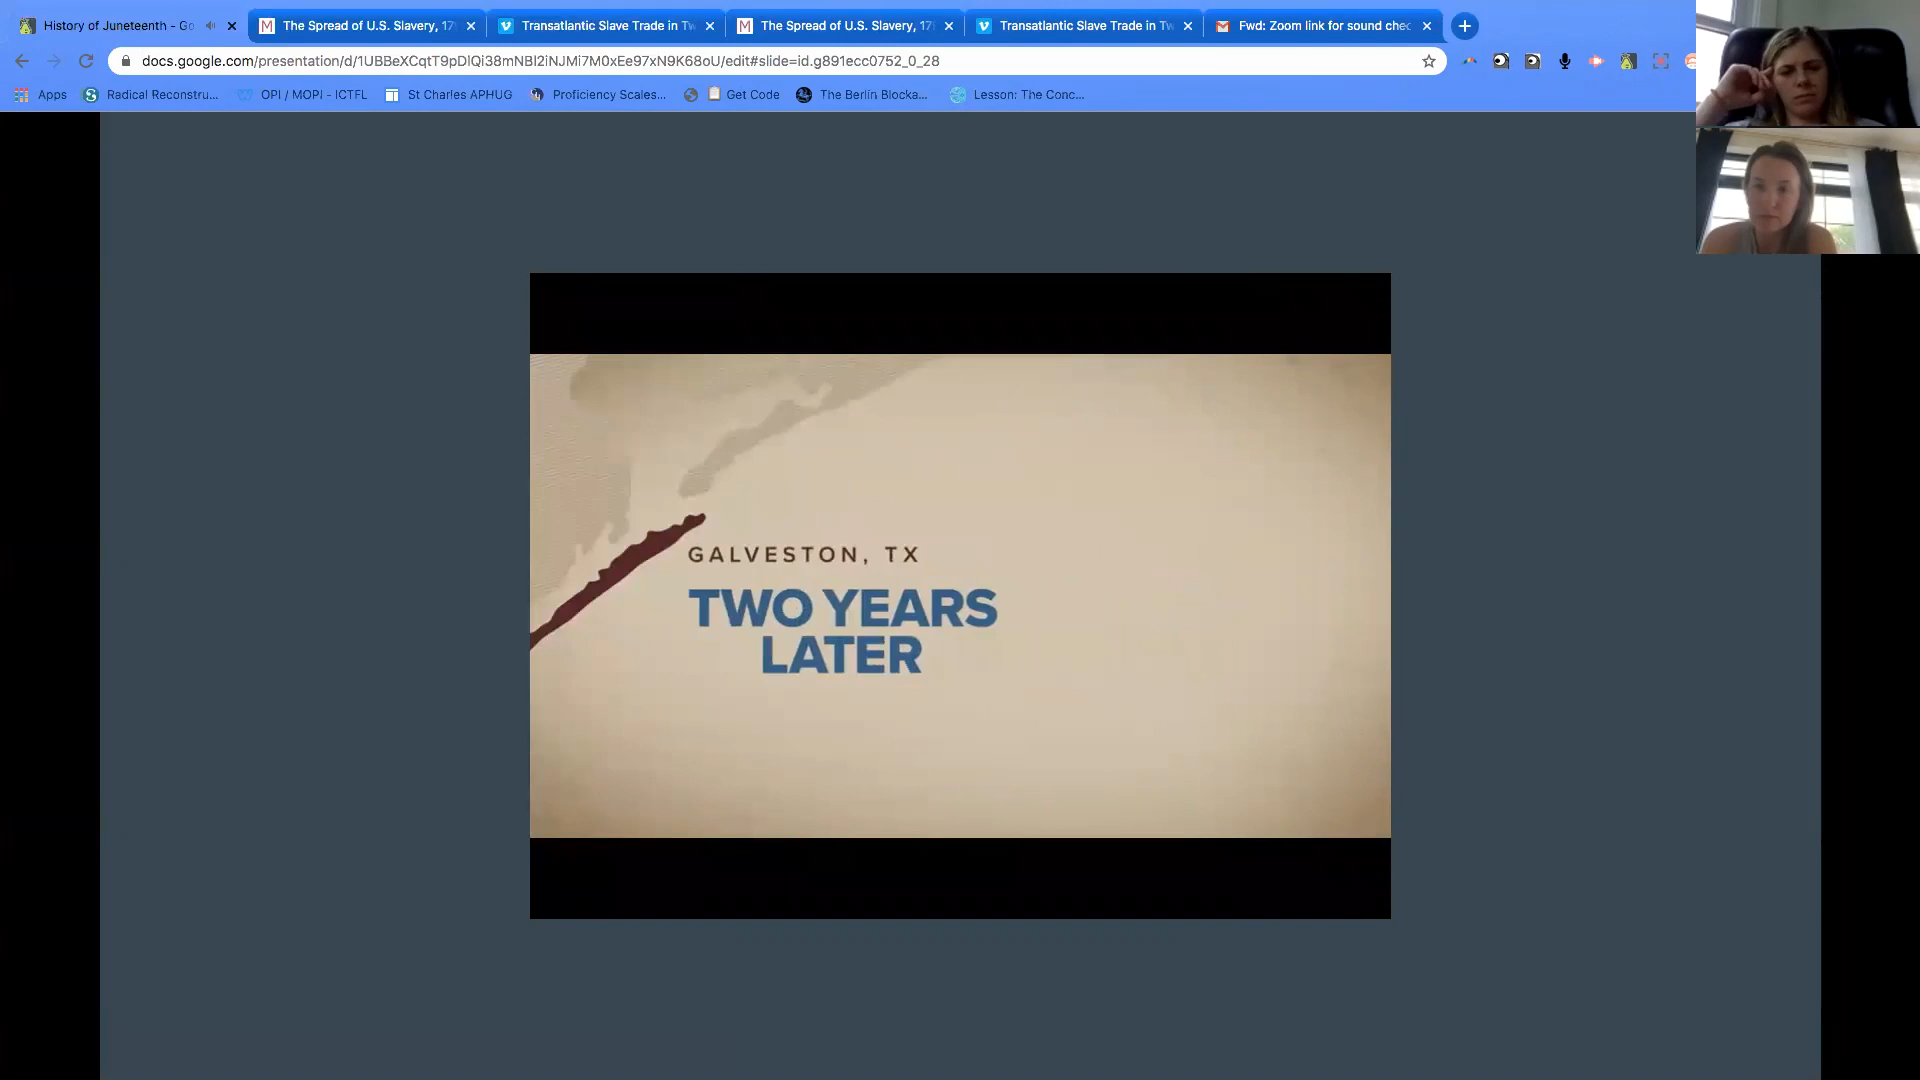 History of Juneteenth - Go
The Spread of U.S. Slavery, 17
Transatlantic Slave Trade in Tw
The Spread of U.S. Slavery, 17
Transatlantic Slave Trade in Tw
Fwd: Zoom link for sound chec
docs.google.com/presentation/d/1UBBeXCqtT9pDlQi38mNBl2iNJMi7M0xEe97xN9K68oU/edit#slide=id.g891ecc0752_0_28
Apps
Radical Reconstru...
OPI / MOPI - ICTFL
St Charles APHUG
Proficiency Scales...
Get Code
The Berlin Blocka...
Lesson: The Conc...
GALVESTON, TX
TWO YEARS
LATER